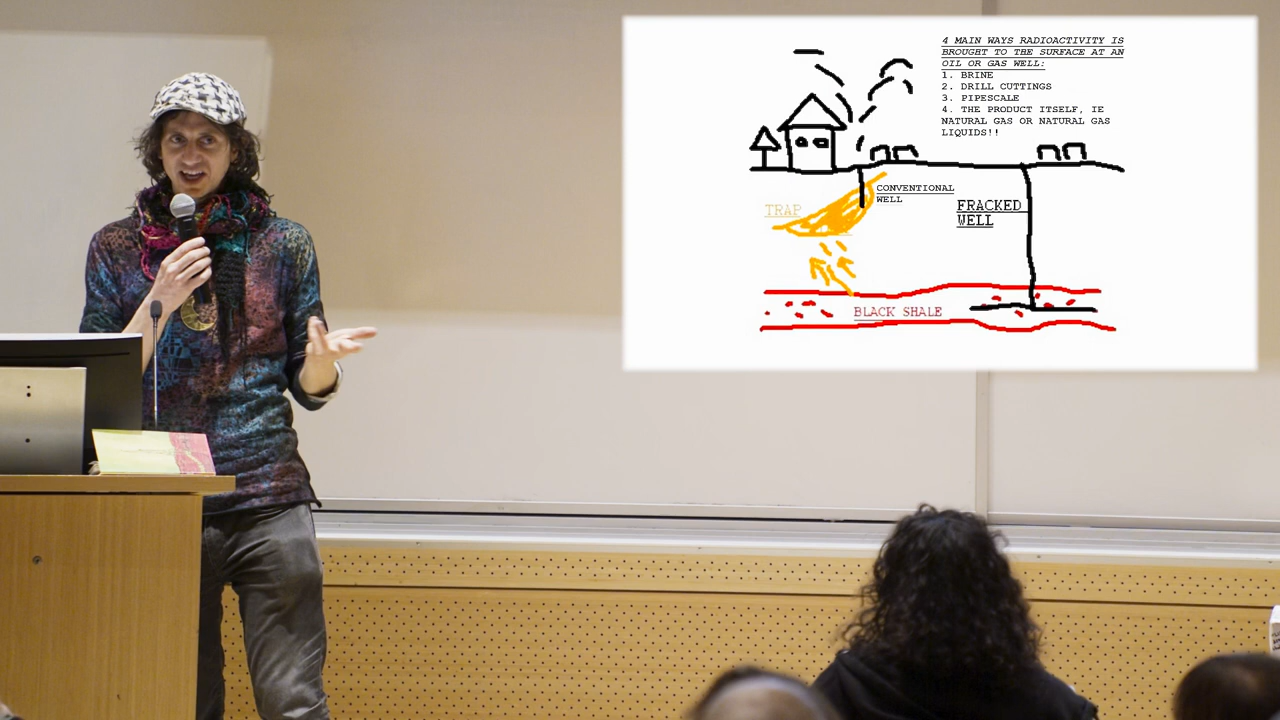 4 MAIN WAYS RADIOACTIVITY IS
BROUGHT TO THE SURFACE AT AN
OIL OR GAS WELL:
1. BRINE
2. DRILL CUTTINGS
3. PIPESCALE
4. THE PRODUCT ITSELF, IE
NATURAL GAS OR NATURAL GAS
LIQUIDS!!
CONVENTIONAL
WELL
TRAP
FRACKED
WELL
BLACK SHALE